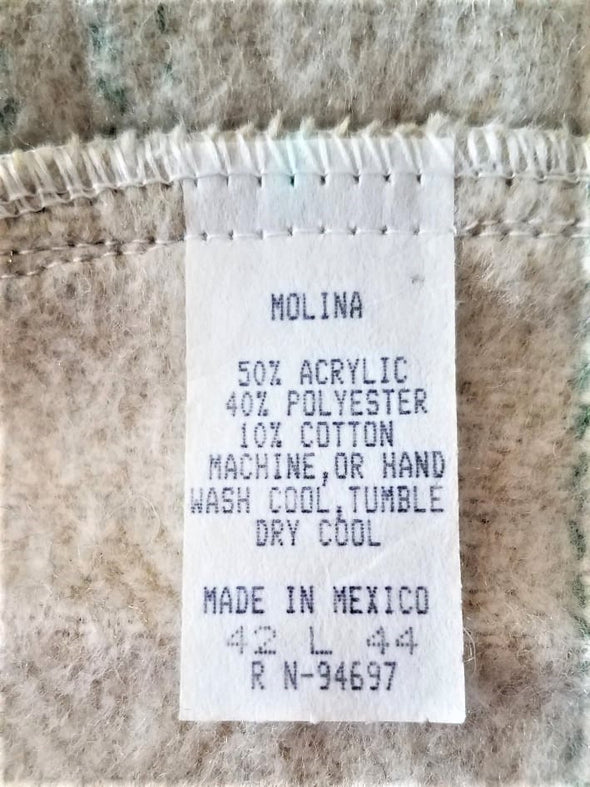 MOLINA
50% ACRYLIC
40% POLYESTER
10% COTTON
MACHINE,OR HAND
WASH COOL,TUMBLE
DRY COOL
MADE IN MEXICO
42 L 44
R N-94697